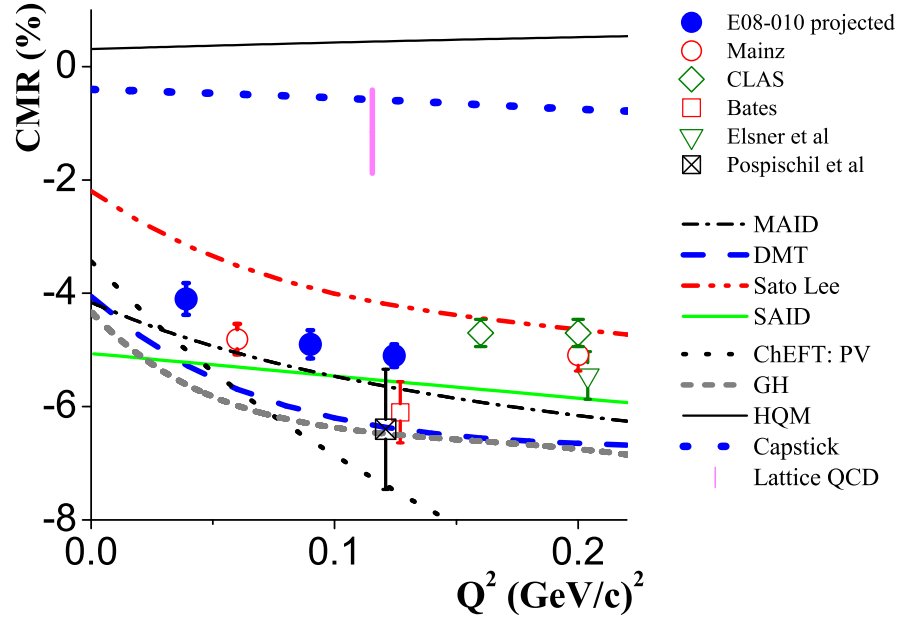 CMR (%)
0
-2
-4
-6
-8
0.0
0.1
0.2
Q² (GeV/c)²
E08-010 projected
Mainz
CLAS
Bates
Elsner et al
Pospischil et al
MAID
DMT
Sato Lee
SAID
ChEFT: PV
GH
HQM
Capstick
Lattice QCD